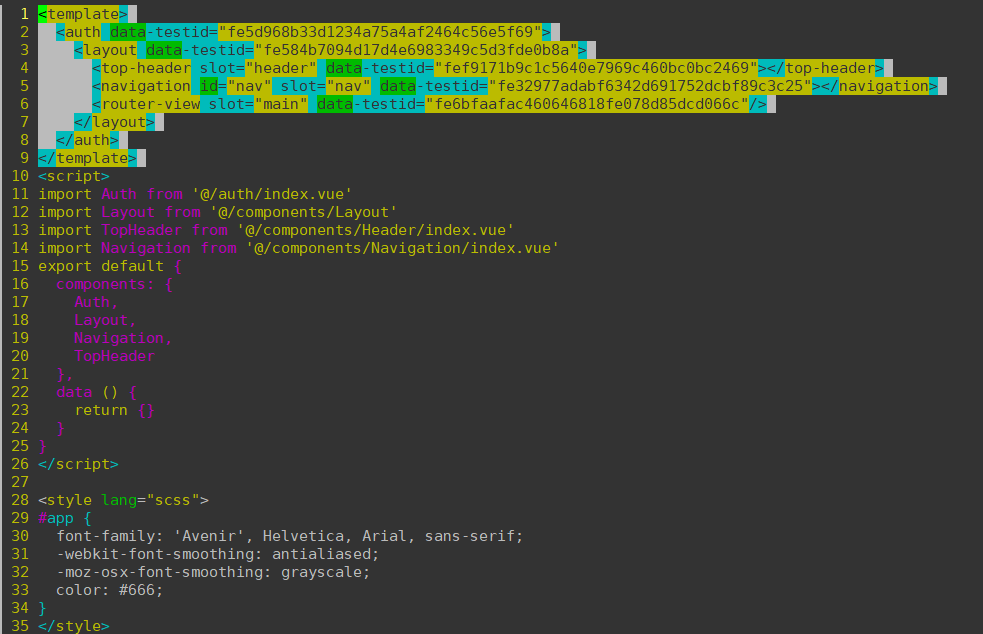 1 <template>
2   <auth data-testid="fe5d968b33d1234a75a4af2464c56e5f69">
3     <layout data-testid="fe584b7094d17d4e6983349c5d3fde0b8a">
4       <top-header slot="header" data-testid="fef9171b9c1c5640e7969c460bc0bc2469"></top-header>
5       <navigation id="nav" slot="nav" data-testid="fe32977adabf6342d691752dcbf89c3c25"></navigation>
6       <router-view slot="main" data-testid="fe6bfaafac460646818fe078d85dcd066c"/>
7     </layout>
8   </auth>
9 </template>
10 <script>
11 import Auth from '@/auth/index.vue'
12 import Layout from '@/components/Layout'
13 import TopHeader from '@/components/Header/index.vue'
14 import Navigation from '@/components/Navigation/index.vue'
15 export default {
16   components: {
17     Auth,
18     Layout,
19     Navigation,
20     TopHeader
21   },
22   data () {
23     return {}
24   }
25 }
26 </script>
27
28 <style lang="scss">
29 #app {
30   font-family: 'Avenir', Helvetica, Arial, sans-serif;
31   -webkit-font-smoothing: antialiased;
32   -moz-osx-font-smoothing: grayscale;
33   color: #666;
34 }
35 </style>